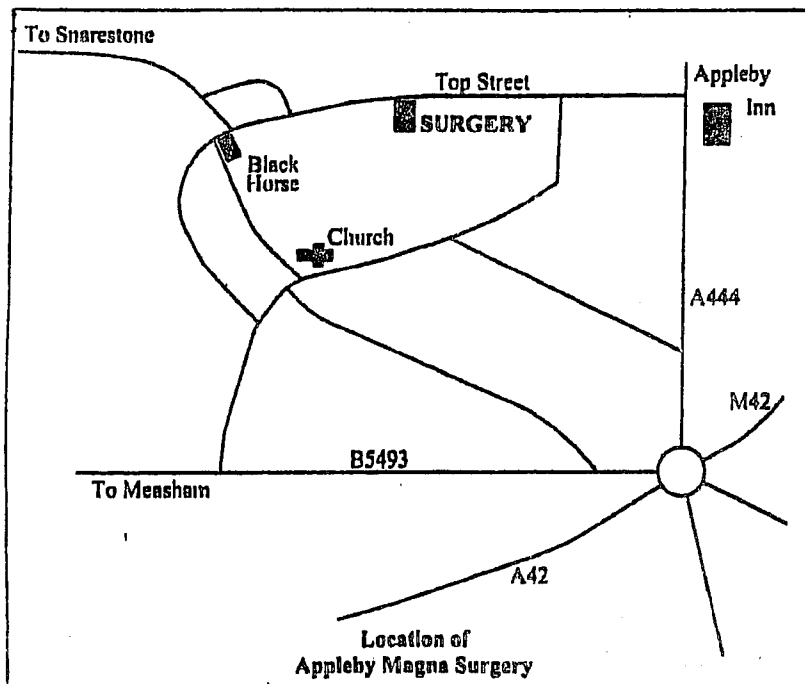 To Snarestone
Top Street
Appleby
Inn
SURGERY
Black
Horse
Church
A444
M42
B5493
To Measham
A42
Location of
Appleby Magna Surgery